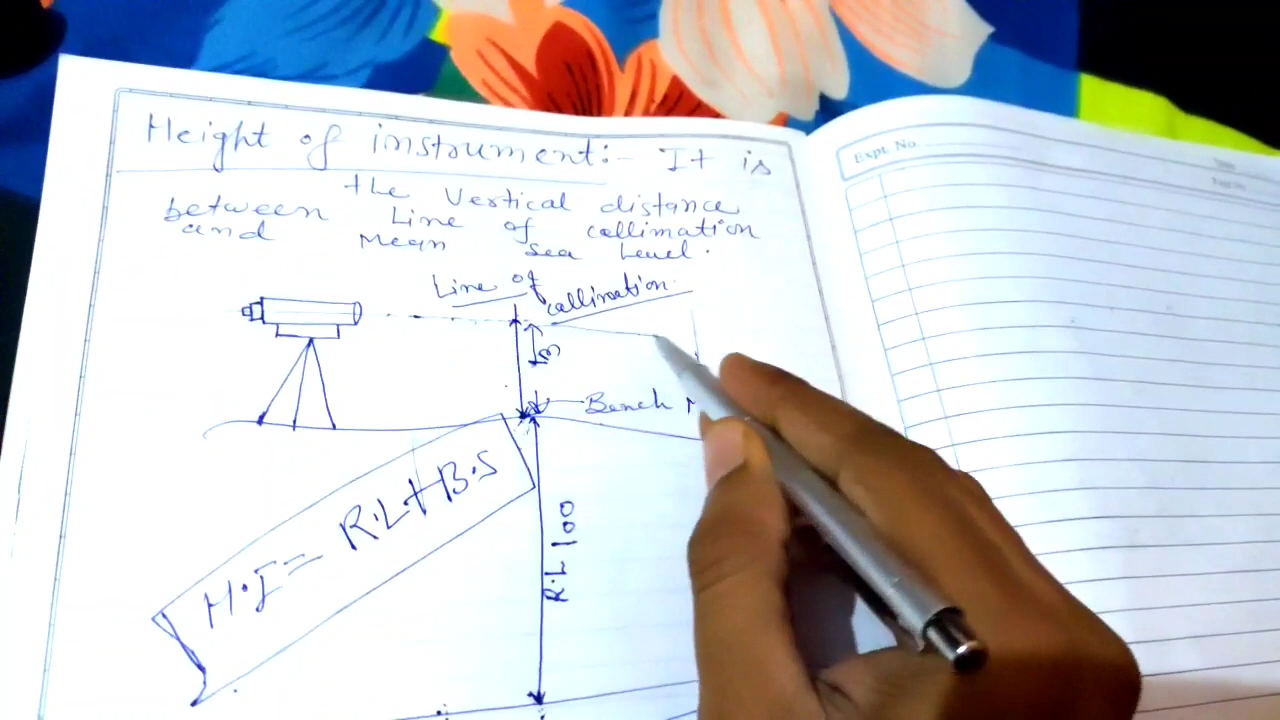 Height of instrument:- It is
the Vertical distance
between Line of collimation
and Mean Sea Level.
Line of
collimation.
Bench
R.L 100
H.I = R.L + B.S
Expt. No.